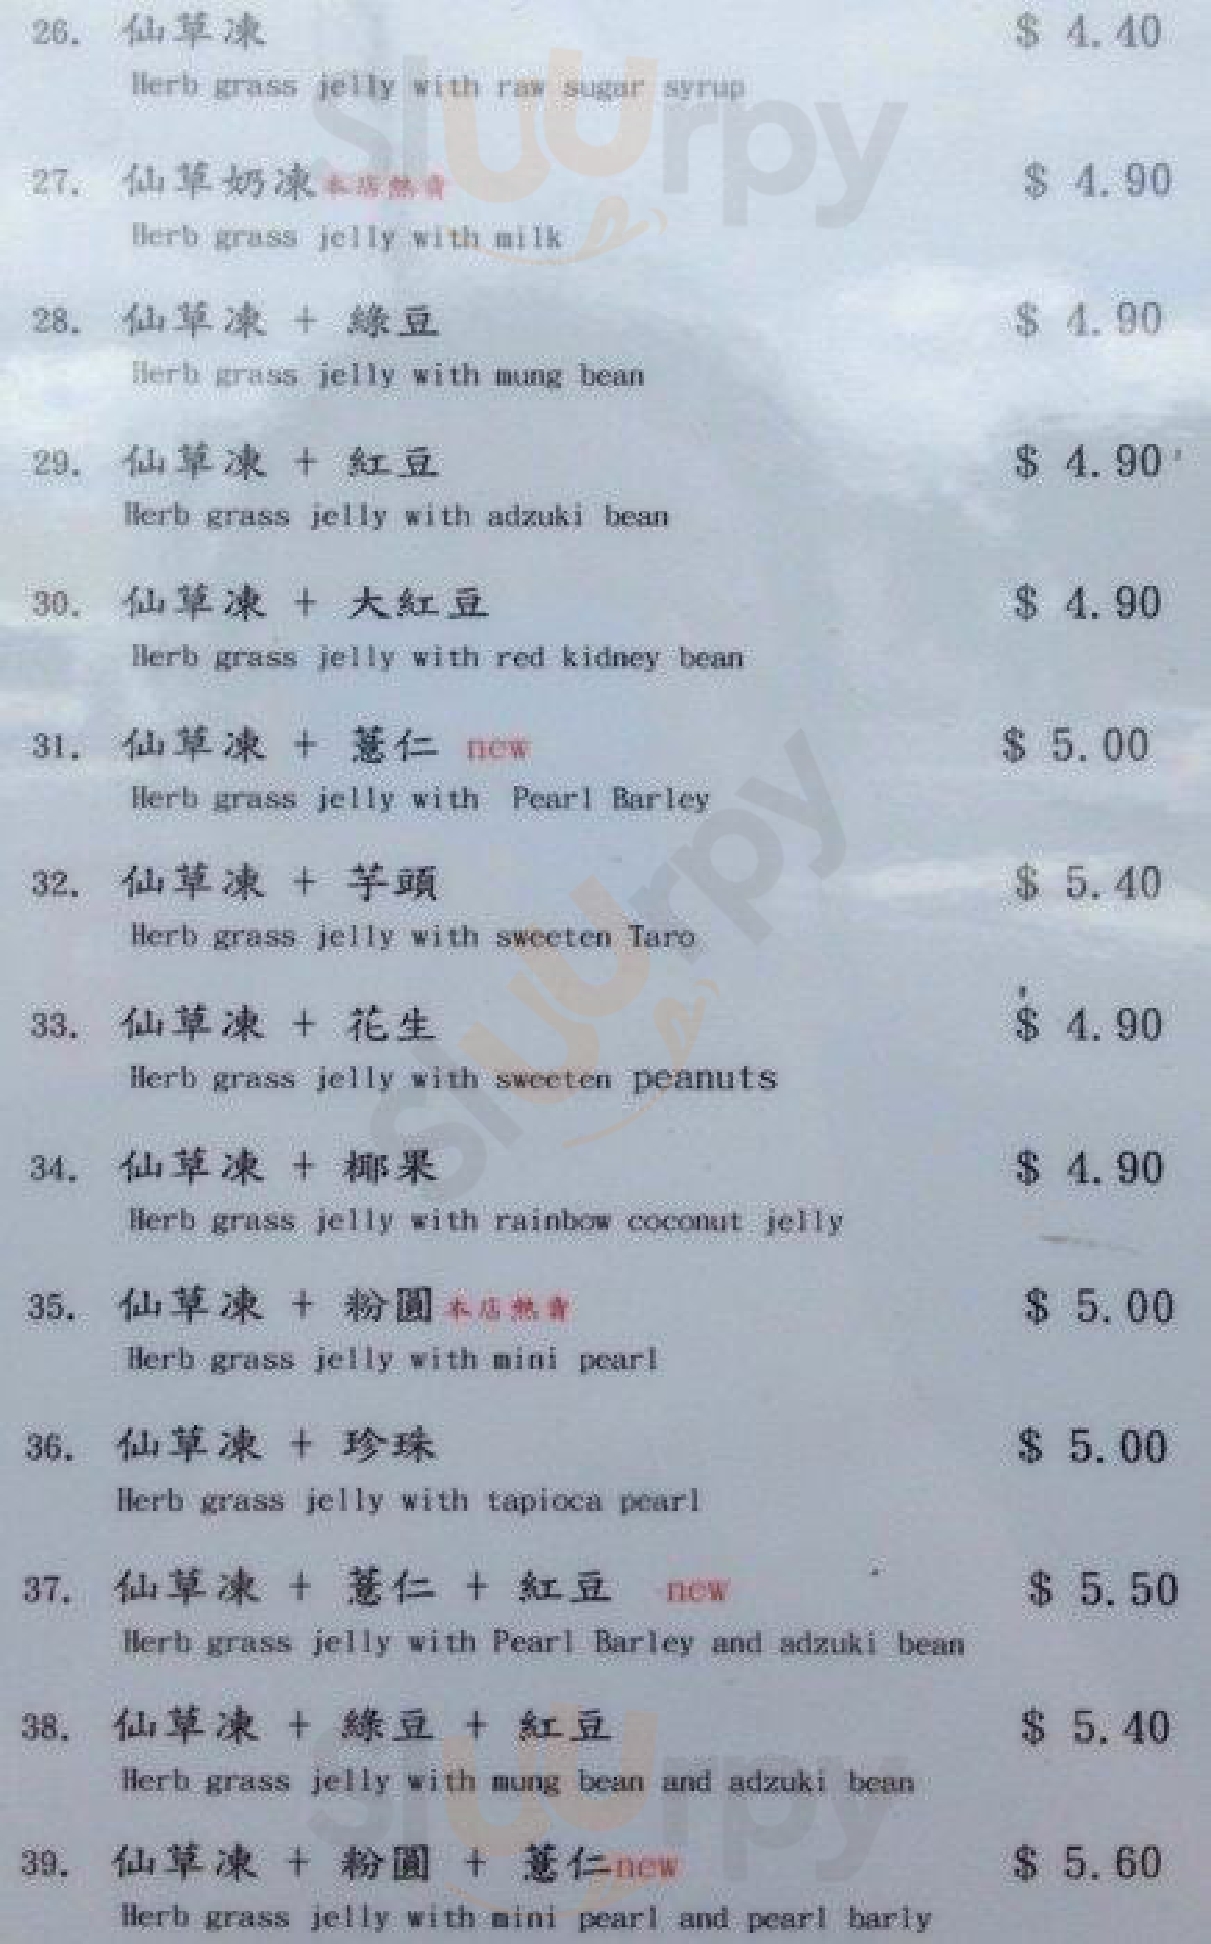 26. 仙草凍 $ 4.40
Herb grass jelly with raw sugar syrup
27. 仙草奶凍 本店熱賣 $ 4.90
Herb grass jelly with milk
28. 仙草凍 + 綠豆 $ 4.90
Herb grass jelly with mung bean
29. 仙草凍 + 紅豆 $ 4.90
Herb grass jelly with adzuki bean
30. 仙草凍 + 大紅豆 $ 4.90
Herb grass jelly with red kidney bean
31. 仙草凍 + 薏仁 new $ 5.00
Herb grass jelly with Pearl Barley
32. 仙草凍 + 芋頭 $ 5.40
Herb grass jelly with sweeten Taro
33. 仙草凍 + 花生 $ 4.90
Herb grass jelly with sweeten peanuts
34. 仙草凍 + 椰果 $ 4.90
Herb grass jelly with rainbow coconut jelly
35. 仙草凍 + 粉圓 本店熱賣 $ 5.00
Herb grass jelly with mini pearl
36. 仙草凍 + 珍珠 $ 5.00
Herb grass jelly with tapioca pearl
37. 仙草凍 + 薏仁 + 紅豆 new $ 5.50
Herb grass jelly with Pearl Barley and adzuki bean
38. 仙草凍 + 綠豆 + 紅豆 $ 5.40
Herb grass jelly with mung bean and adzuki bean
39. 仙草凍 + 粉圓 + 薏仁 new $ 5.60
Herb grass jelly with mini pearl and pearl barly
sluurpy
sluurpy
sluurpy